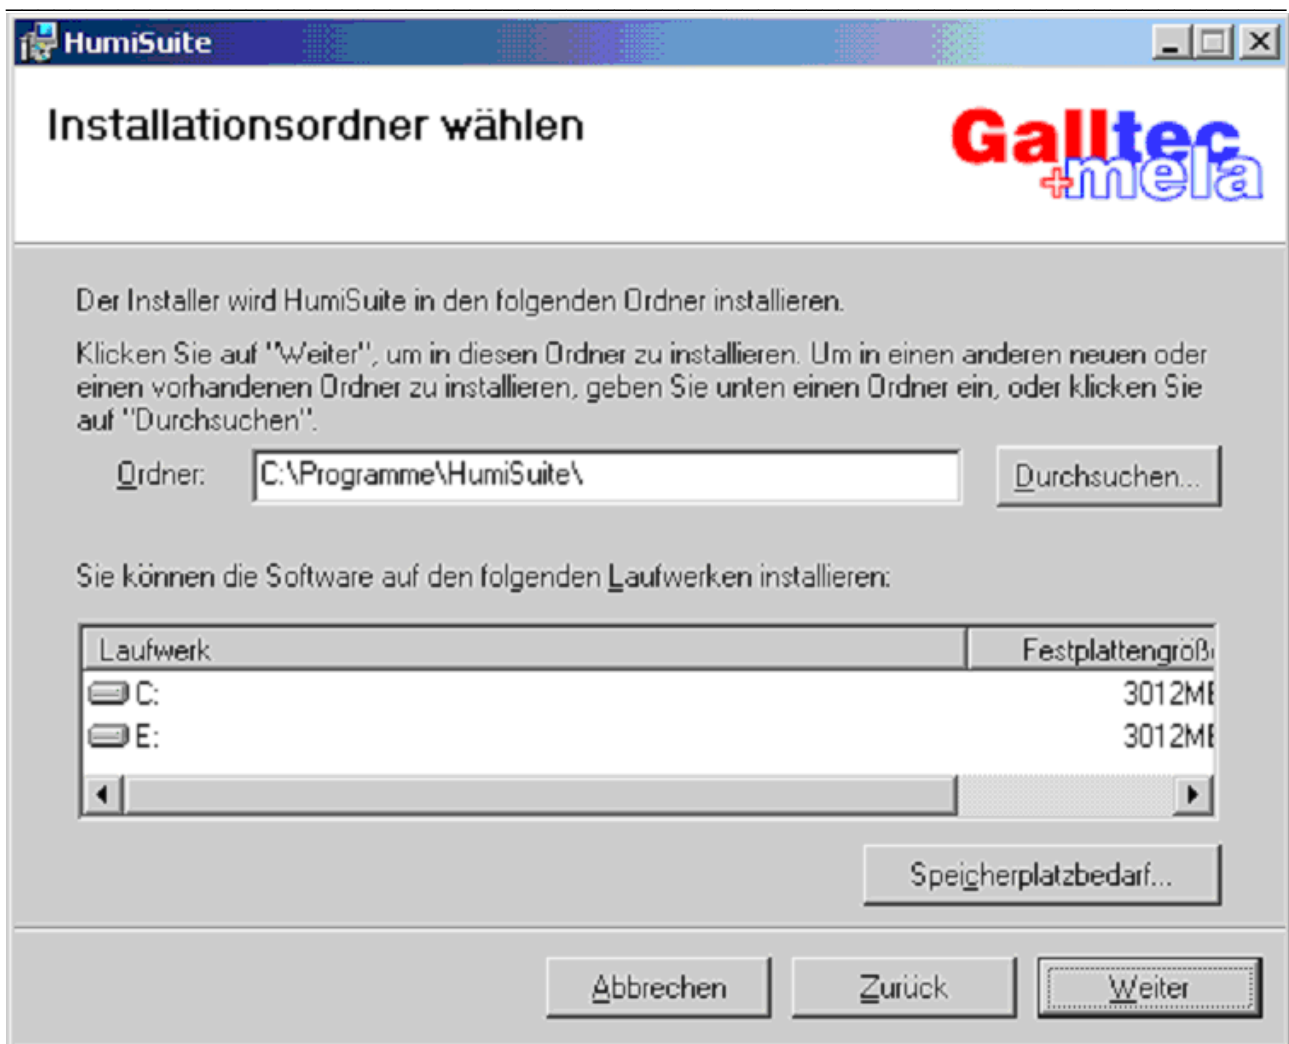 HumiSuite
Installationsordner wählen
Galltec
+mela
Der Installer wird HumiSuite in den folgenden Ordner installieren.
Klicken Sie auf "Weiter", um in diesen Ordner zu installieren. Um in einen anderen neuen oder
einen vorhandenen Ordner zu installieren, geben Sie unten einen Ordner ein, oder klicken Sie
auf "Durchsuchen".
Ordner: C:\Programme\HumiSuite\ Durchsuchen...
Sie können die Software auf den folgenden Laufwerken installieren:
Laufwerk Festplattengröß
C: 3012M
E: 3012M
Speicherplatzbedarf...
Abbrechen Zurück Weiter